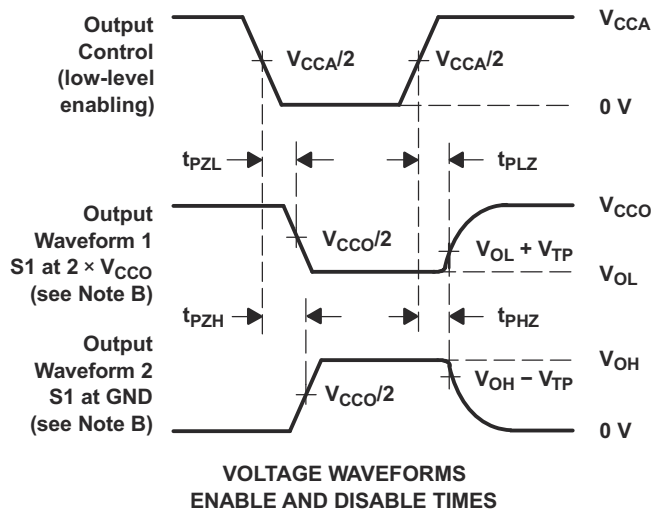 Output
Control
(low-level
enabling)
VCCA/2
VCCA/2
VCCA
0 V
tPZL
tPLZ
Output
Waveform 1
S1 at 2 × VCCO
(see Note B)
VCCO/2
VCCO
VOL + VTP
VOL
tPZH
tPHZ
Output
Waveform 2
S1 at GND
(see Note B)
VCCO/2
VOH
VOH − VTP
0 V
VOLTAGE WAVEFORMS
ENABLE AND DISABLE TIMES